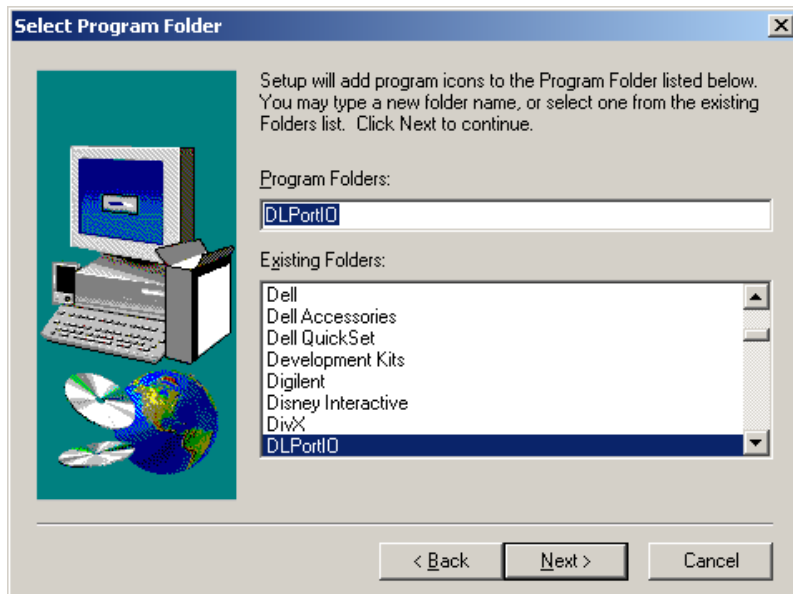 Select Program Folder
Setup will add program icons to the Program Folder listed below.
You may type a new folder name, or select one from the existing
Folders list. Click Next to continue.
Program Folders:
DLPortIO
Existing Folders:
Dell
Dell Accessories
Dell QuickSet
Development Kits
Digilent
Disney Interactive
DivX
DLPortIO
< Back
Next >
Cancel